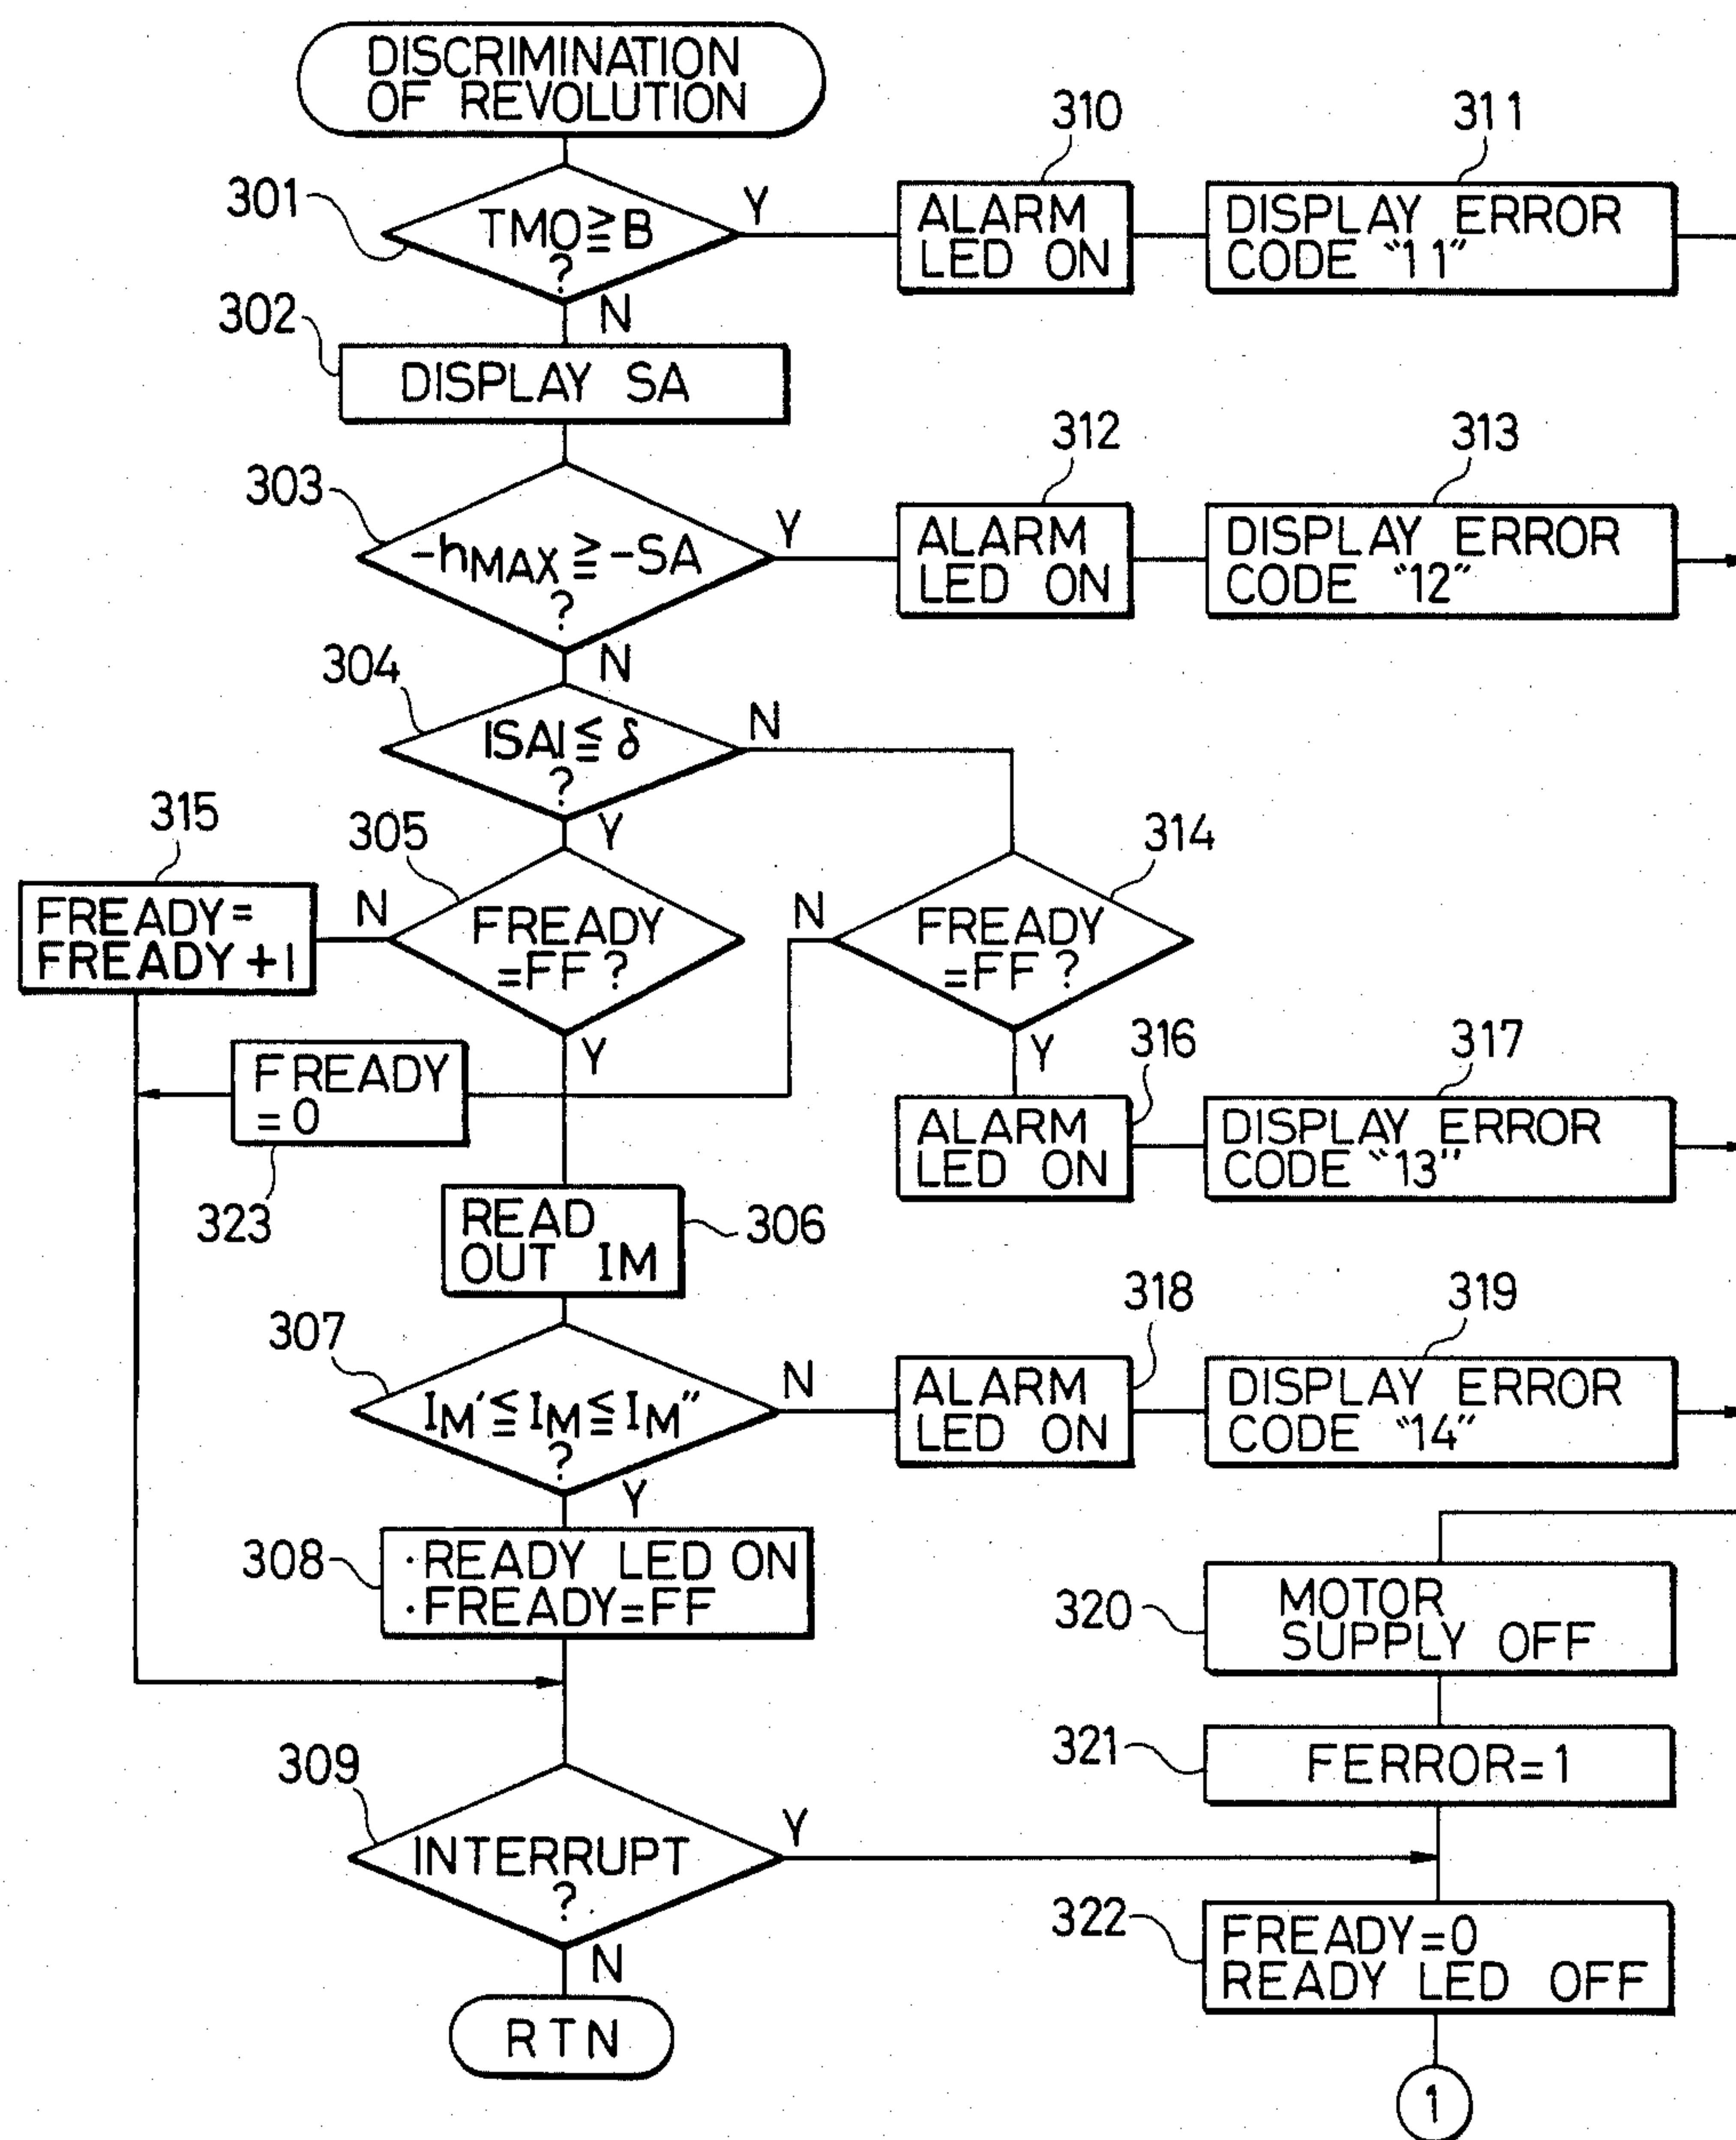 DISCRIMINATION
OF REVOLUTION
301
TMO≧B
?
Y
N
310
ALARM
LED ON
311
DISPLAY ERROR
CODE "11"
302
DISPLAY SA
303
-hMAX≧-SA
?
Y
N
312
ALARM
LED ON
313
DISPLAY ERROR
CODE "12"
304
|SA|≦δ
?
N
Y
315
FREADY=
FREADY+1
305
N
FREADY
=FF?
Y
314
N
FREADY
=FF?
Y
323
FREADY
=0
316
ALARM
LED ON
317
DISPLAY ERROR
CODE "13"
306
READ
OUT IM
307
IM'≦IM≦IM"
?
N
Y
318
ALARM
LED ON
319
DISPLAY ERROR
CODE "14"
308
·READY LED ON
·FREADY=FF
320
MOTOR
SUPPLY OFF
321
FERROR=1
309
INTERRUPT
?
Y
N
322
FREADY=0
READY LED OFF
RTN
1